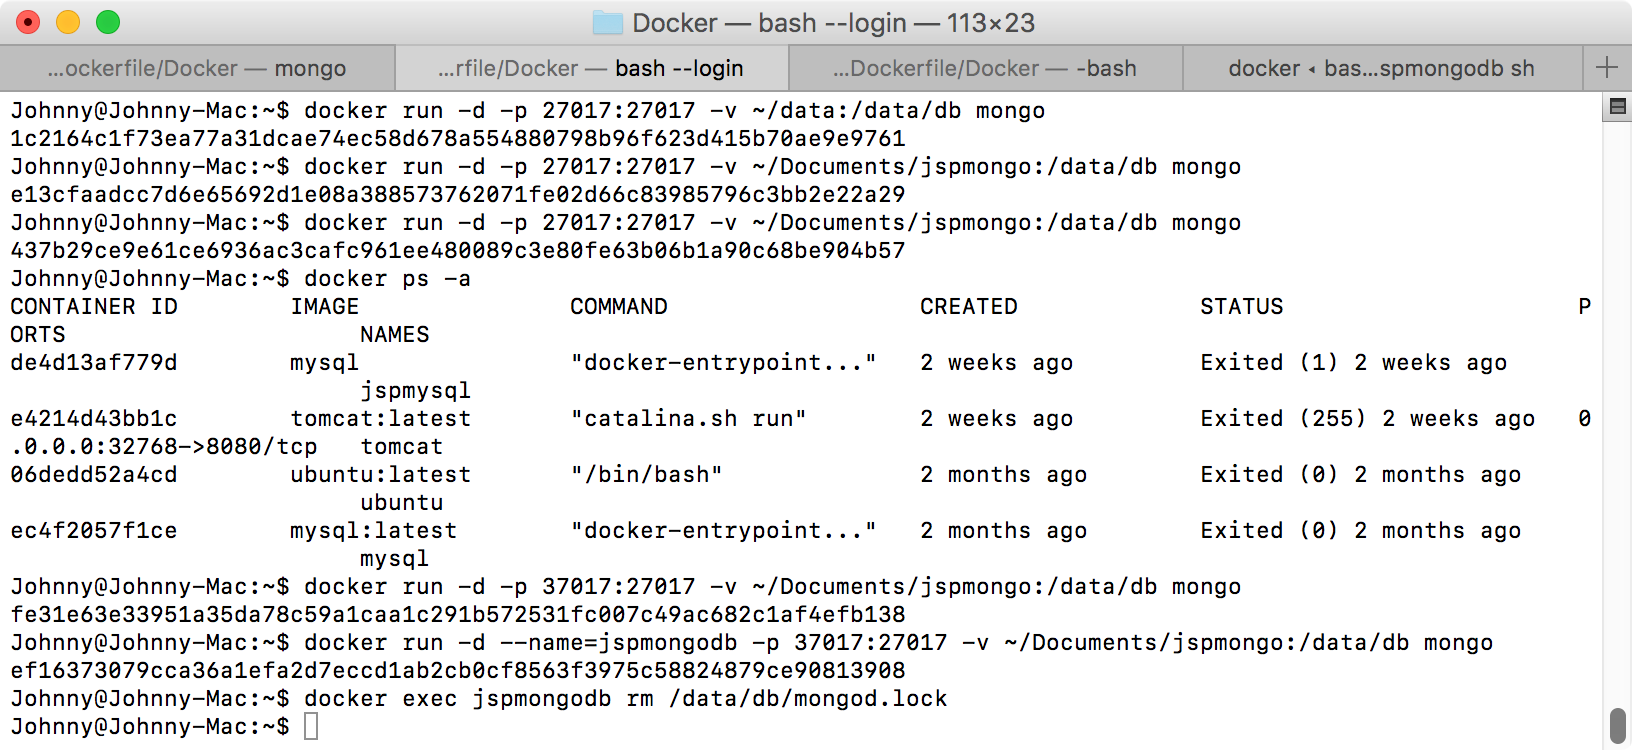 Docker — bash --login — 113×23
...ockerfile/Docker — mongo
...rfile/Docker — bash --login
...Dockerfile/Docker — -bash
docker ◂ bas...spmongodb sh
Johnny@Johnny-Mac:~$ docker run -d -p 27017:27017 -v ~/data:/data/db mongo
1c2164c1f73ea77a31dcae74ec58d678a554880798b96f623d415b70ae9e9761
Johnny@Johnny-Mac:~$ docker run -d -p 27017:27017 -v ~/Documents/jspmongo:/data/db mongo
e13cfaadcc7d6e65692d1e08a388573762071fe02d66c83985796c3bb2e22a29
Johnny@Johnny-Mac:~$ docker run -d -p 27017:27017 -v ~/Documents/jspmongo:/data/db mongo
437b29ce9e61ce6936ac3cafc961ee480089c3e80fe63b06b1a90c68be904b57
Johnny@Johnny-Mac:~$ docker ps -a
CONTAINER ID IMAGE COMMAND CREATED STATUS P
ORTS NAMES
de4d13af779d mysql "docker-entrypoint..." 2 weeks ago Exited (1) 2 weeks ago
jspmysql
e4214d43bb1c tomcat:latest "catalina.sh run" 2 weeks ago Exited (255) 2 weeks ago 0
.0.0.0:32768->8080/tcp tomcat
06dedd52a4cd ubuntu:latest "/bin/bash" 2 months ago Exited (0) 2 months ago
ubuntu
ec4f2057f1ce mysql:latest "docker-entrypoint..." 2 months ago Exited (0) 2 months ago
mysql
Johnny@Johnny-Mac:~$ docker run -d -p 37017:27017 -v ~/Documents/jspmongo:/data/db mongo
fe31e63e33951a35da78c59a1caa1c291b572531fc007c49ac682c1af4efb138
Johnny@Johnny-Mac:~$ docker run -d --name=jspmongodb -p 37017:27017 -v ~/Documents/jspmongo:/data/db mongo
ef16373079cca36a1efa2d7eccd1ab2cb0cf8563f3975c58824879ce90813908
Johnny@Johnny-Mac:~$ docker exec jspmongodb rm /data/db/mongod.lock
Johnny@Johnny-Mac:~$